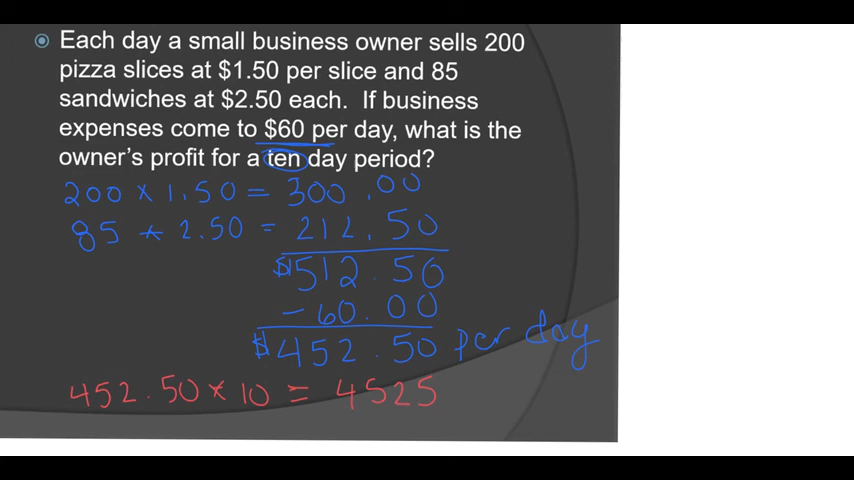 Each day a small business owner sells 200
pizza slices at $1.50 per slice and 85
sandwiches at $2.50 each. If business
expenses come to $60 per day, what is the
owner's profit for a ten day period?
200 × 1.50 = 300.00
85 * 2.50 = 212.50
$512.50
- 60.00
$452.50 per day
452.50 × 10 = 4525